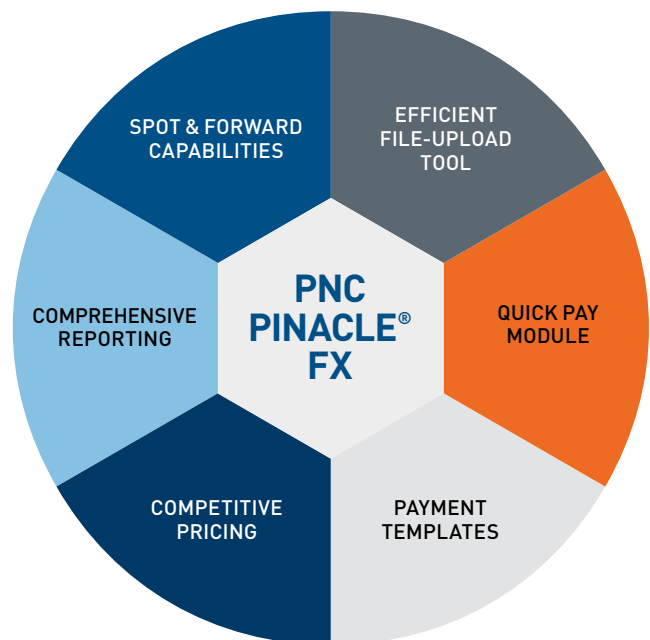 SPOT & FORWARD
CAPABILITIES
EFFICIENT
FILE-UPLOAD
TOOL
COMPREHENSIVE
REPORTING
PNC
PINACLE®
FX
QUICK PAY
MODULE
COMPETITIVE
PRICING
PAYMENT
TEMPLATES